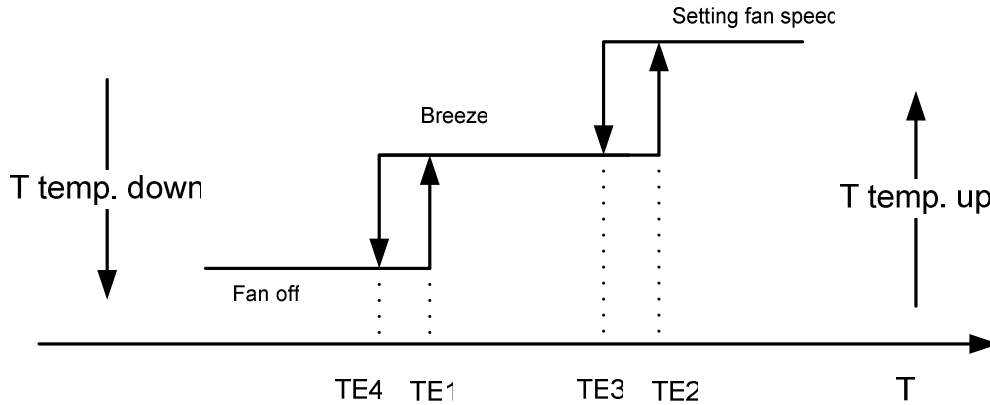 Setting fan speed
Breeze
T temp. down
T temp. up
Fan off
TE4 TE1 TE3 TE2 T